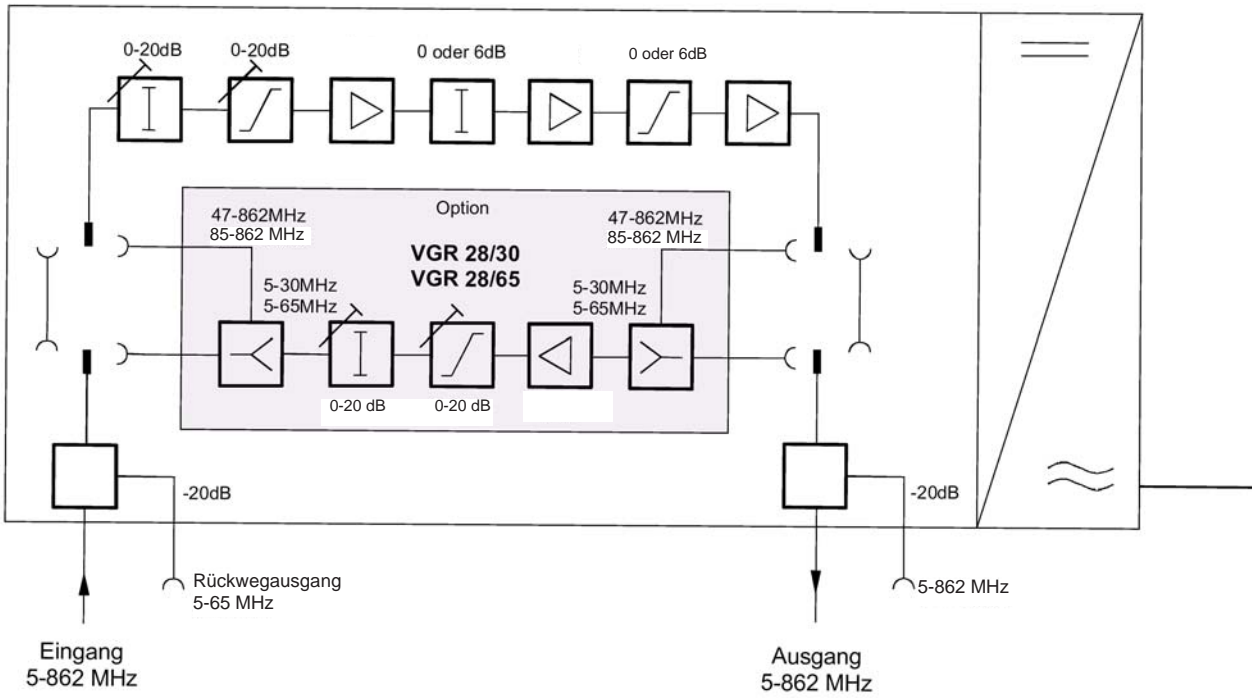 0-20dB
0-20dB
0 oder 6dB
0 oder 6dB
Option
47-862MHz
85-862 MHz
47-862MHz
85-862 MHz
VGR 28/30
VGR 28/65
5-30MHz
5-65MHz
5-30MHz
5-65MHz
0-20 dB
0-20 dB
-20dB
-20dB
Rückwegausgang
5-65 MHz
5-862 MHz
Eingang
5-862 MHz
Ausgang
5-862 MHz